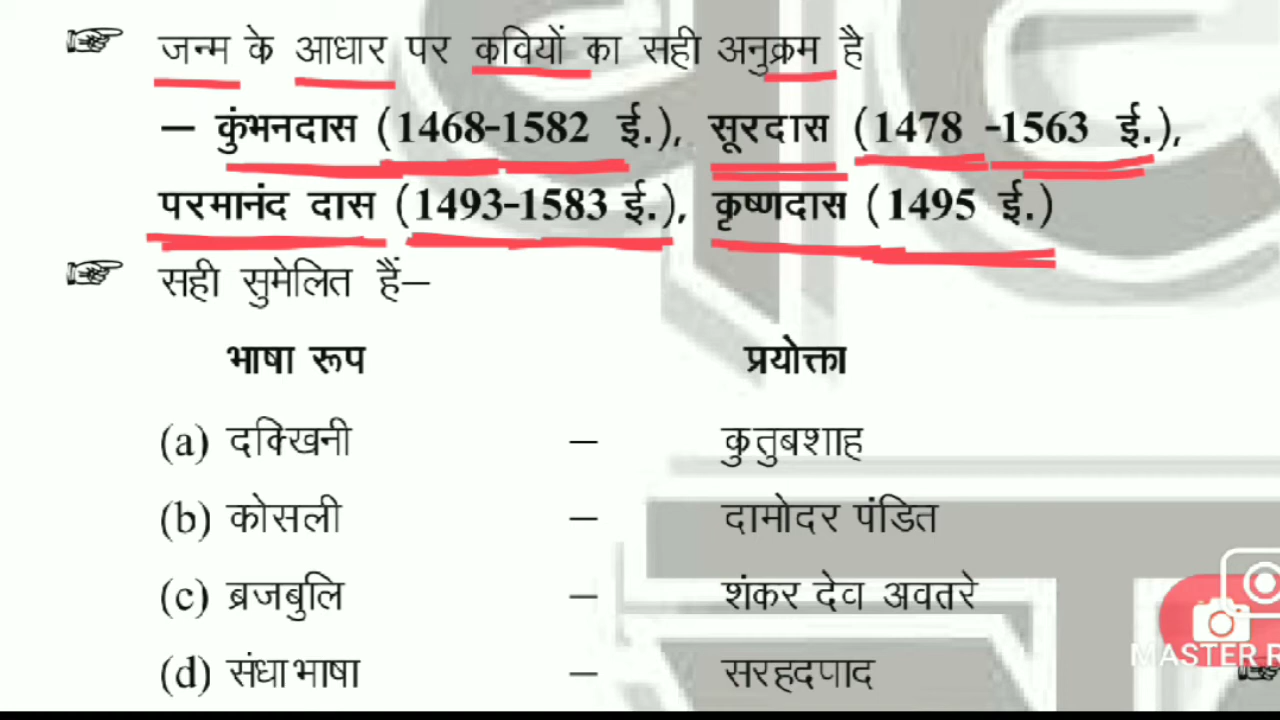 जन्म के आधार पर कवियों का सही अनुक्रम है
– कुंभनदास (1468-1582 ई.), सूरदास (1478 -1563 ई.),
परमानंद दास (1493-1583 ई.), कृष्णदास (1495 ई.)
सही सुमेलित हैं–
भाषा रूप प्रयोक्ता
(a) दक्खिनी – कुतुबशाह
(b) कोसली – दामोदर पंडित
(c) ब्रजबुलि – शंकर देव अवतरे
(d) संधा भाषा – सरहदपाद
MASTER R